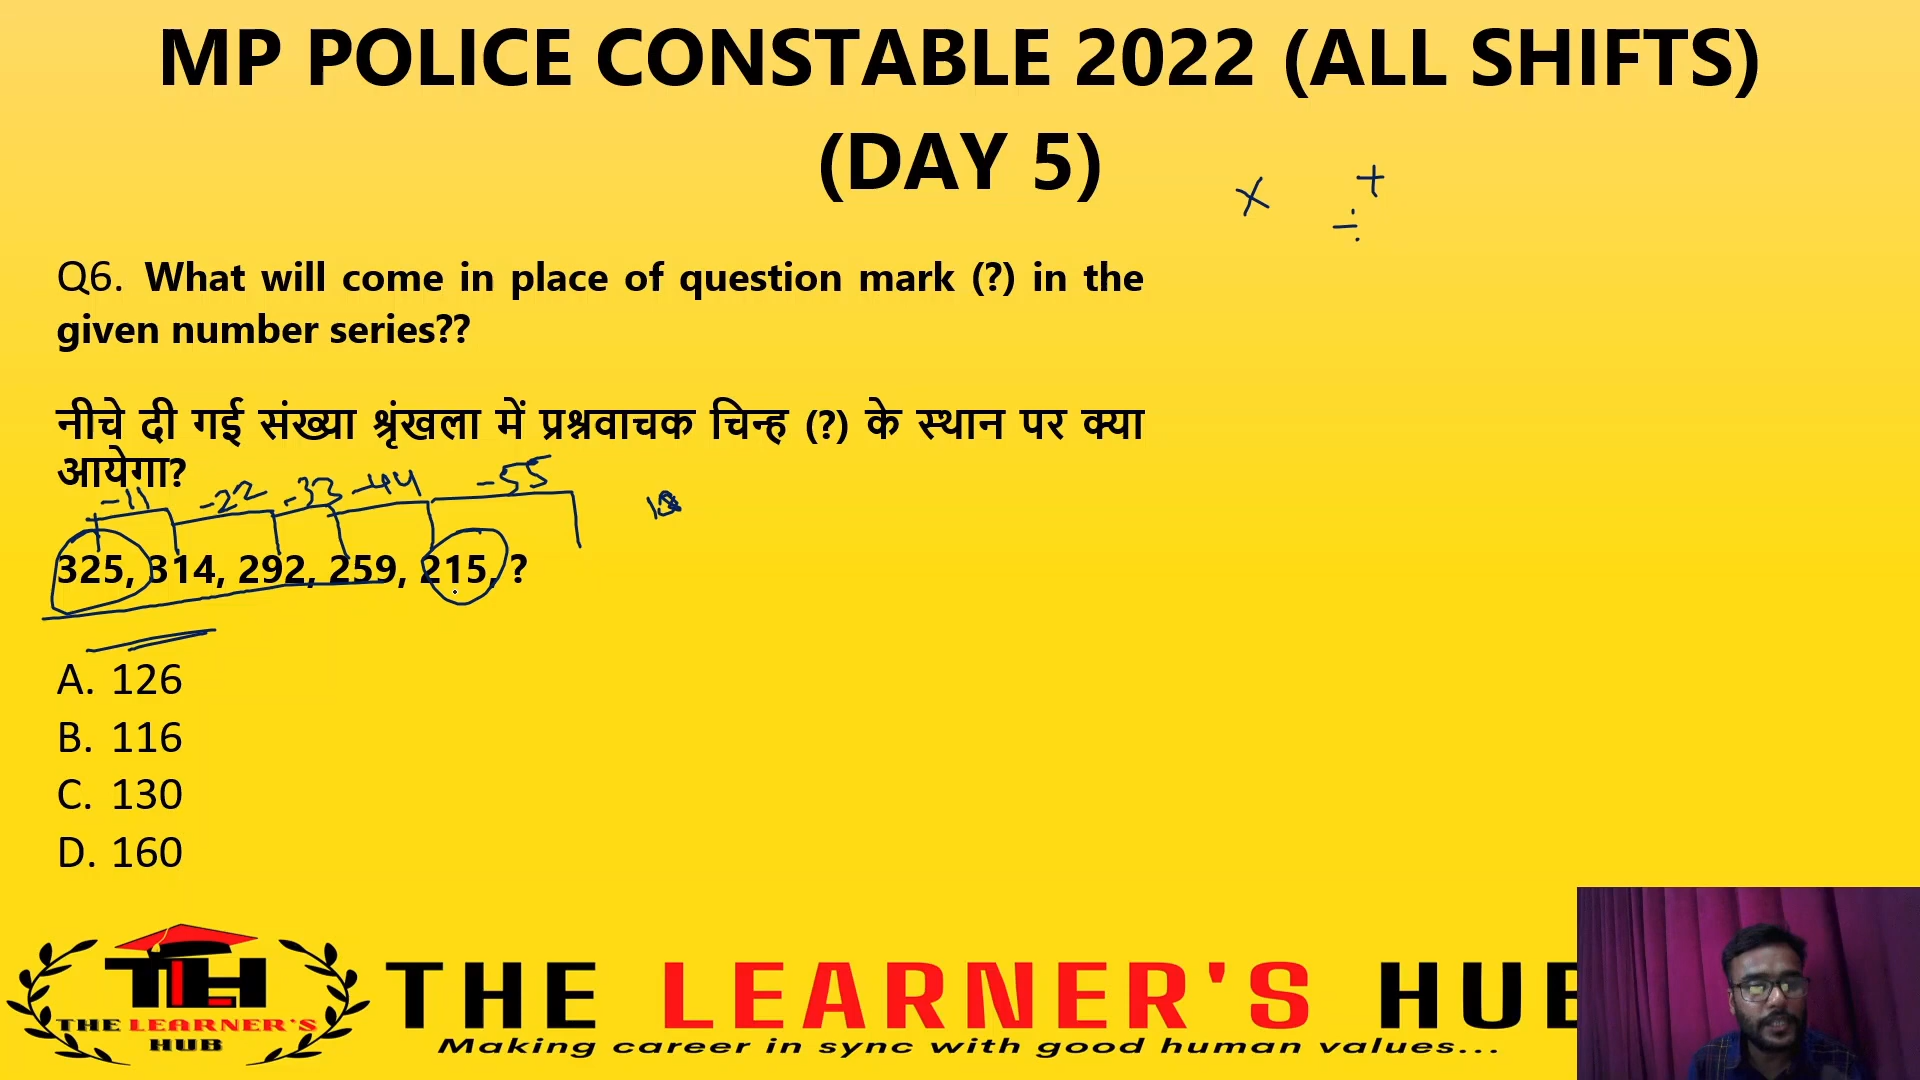 MP POLICE CONSTABLE 2022 (ALL SHIFTS)
(DAY 5)
× +
÷
Q6. What will come in place of question mark (?) in the
given number series??
नीचे दी गई संख्या श्रृंखला में प्रश्नवाचक चिन्ह (?) के स्थान पर क्या
आयेगा?
-11 -22 -33 -44 -55
325, 314, 292, 259, 215, ?
A. 126
B. 116
C. 130
D. 160
TLH
THE LEARNER'S
HUB
THE LEARNER'S HUB
Making career in sync with good human values...